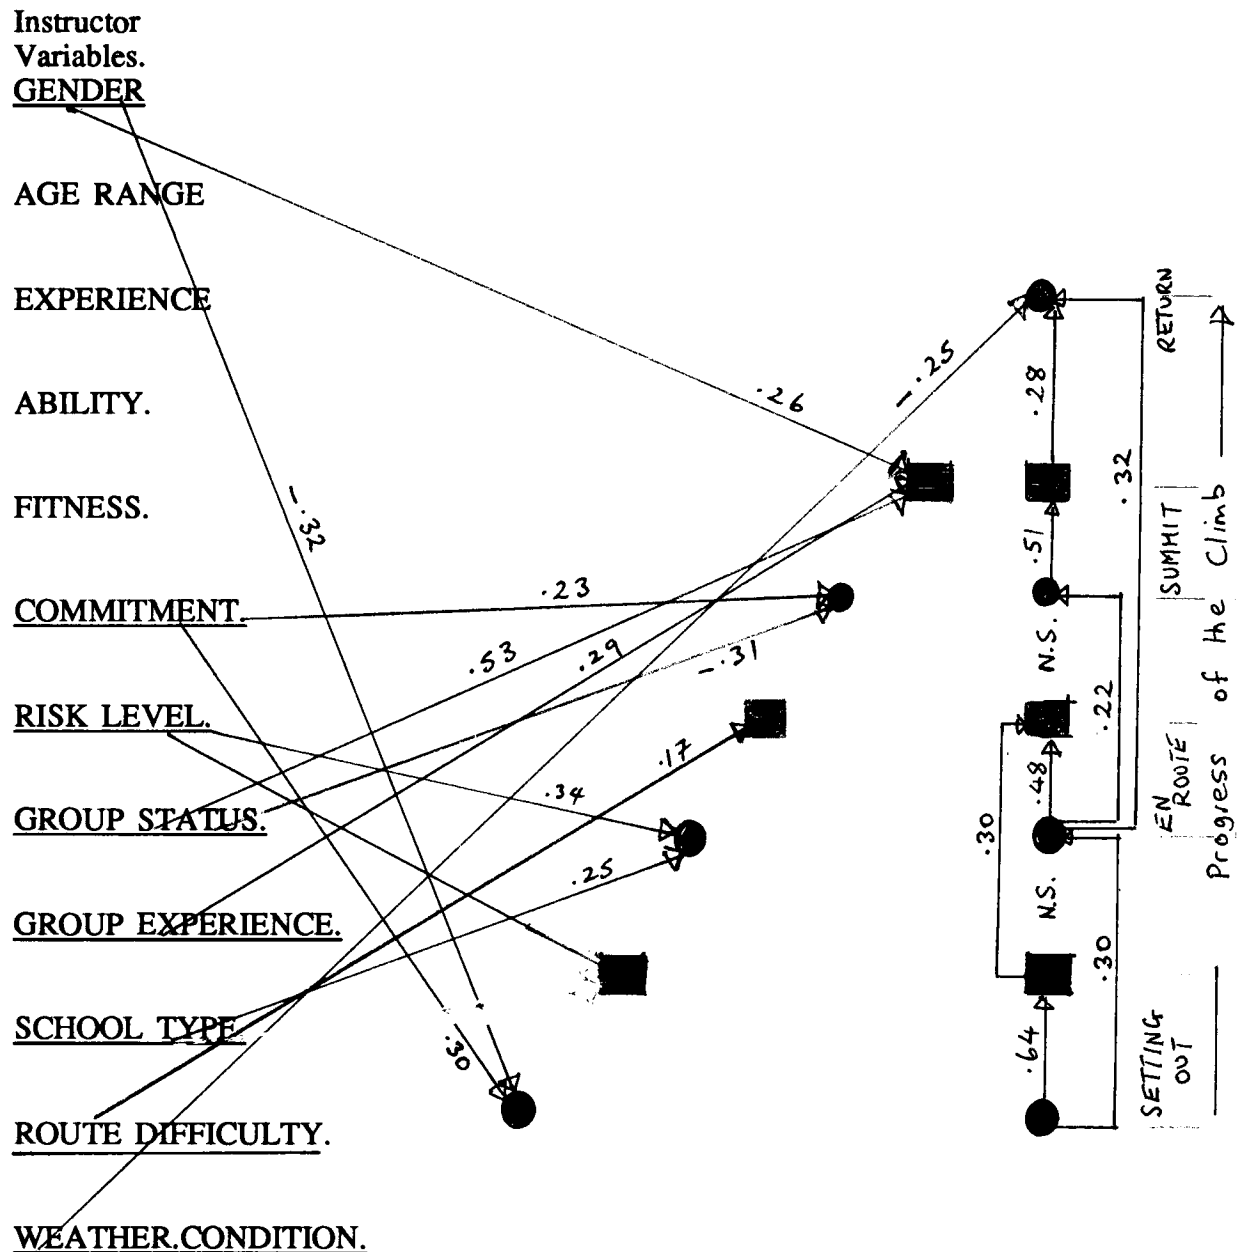 Instructor
Variables.
GENDER
AGE RANGE
EXPERIENCE
ABILITY.
FITNESS.
COMMITMENT.
RISK LEVEL.
GROUP STATUS.
GROUP EXPERIENCE.
SCHOOL TYPE
ROUTE DIFFICULTY.
WEATHER.CONDITION.
.26
-.25
-.32
.23
.53
.29
-.31
.17
.34
.25
.30
.28
.32
.51
N.S.
.22
.48
.30
N.S.
.30
.64
RETURN
SUMMIT
EN
ROUTE
SETTING
OUT
Progress of the Climb